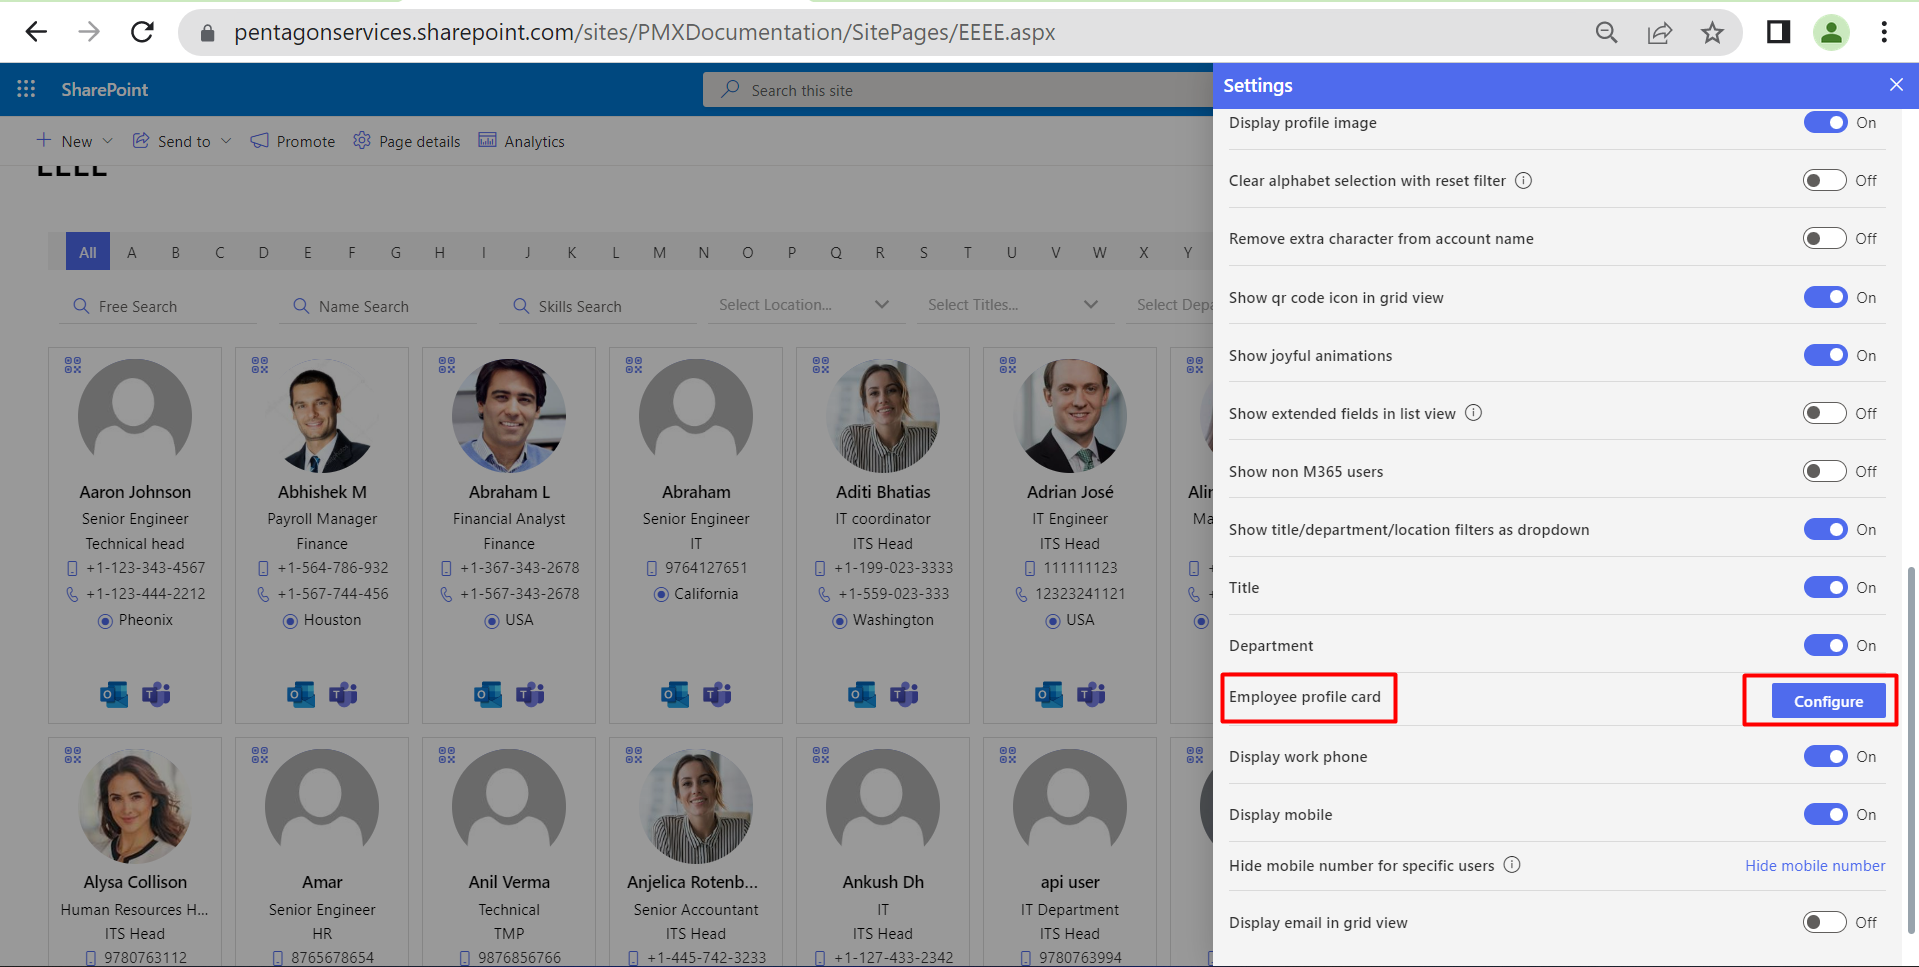 pentagonservices.sharepoint.com/sites/PMXDocumentation/SitePages/EEEE.aspx
SharePoint
Search this site
New
Send to
Promote
Page details
Analytics
EEEE
All A B C D E F G H I J K L M N O P Q R S T U V W X Y
Free Search
Name Search
Skills Search
Select Location...
Select Titles...
Select Depa
Aaron Johnson
Senior Engineer
Technical head
+1-123-343-4567
+1-123-444-2212
Pheonix
Abhishek M
Payroll Manager
Finance
+1-564-786-932
+1-567-744-456
Houston
Abraham L
Financial Analyst
Finance
+1-367-343-2678
+1-567-343-2678
USA
Abraham
Senior Engineer
IT
9764127651
California
Aditi Bhatias
IT coordinator
ITS Head
+1-199-023-3333
+1-559-023-333
Washington
Adrian José
IT Engineer
ITS Head
111111123
12323241121
USA
Alin
Ma
Alysa Collison
Human Resources H...
ITS Head
9780763112
Amar
Senior Engineer
HR
8765678654
Anil Verma
Technical
TMP
9876856766
Anjelica Rotenb...
Senior Accountant
ITS Head
+1-445-742-3233
Ankush Dh
IT
ITS Head
+1-127-433-2342
api user
IT Department
ITS Head
9780763994
Settings
Display profile image On
Clear alphabet selection with reset filter Off
Remove extra character from account name Off
Show qr code icon in grid view On
Show joyful animations On
Show extended fields in list view Off
Show non M365 users Off
Show title/department/location filters as dropdown On
Title On
Department On
Employee profile card Configure
Display work phone On
Display mobile On
Hide mobile number for specific users Hide mobile number
Display email in grid view Off